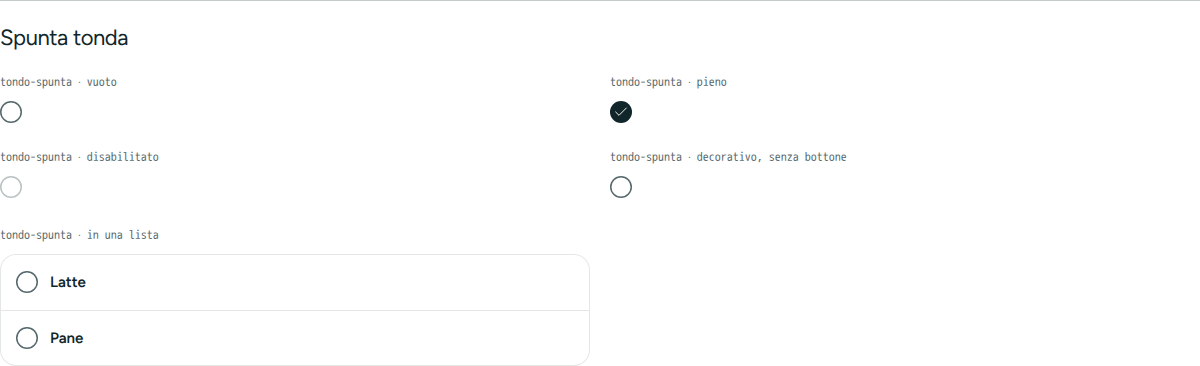 Spunta tonda
tondo-spunta · vuoto
tondo-spunta · pieno
tondo-spunta · disabilitato
tondo-spunta · decorativo, senza bottone
tondo-spunta · in una lista
Latte
Pane